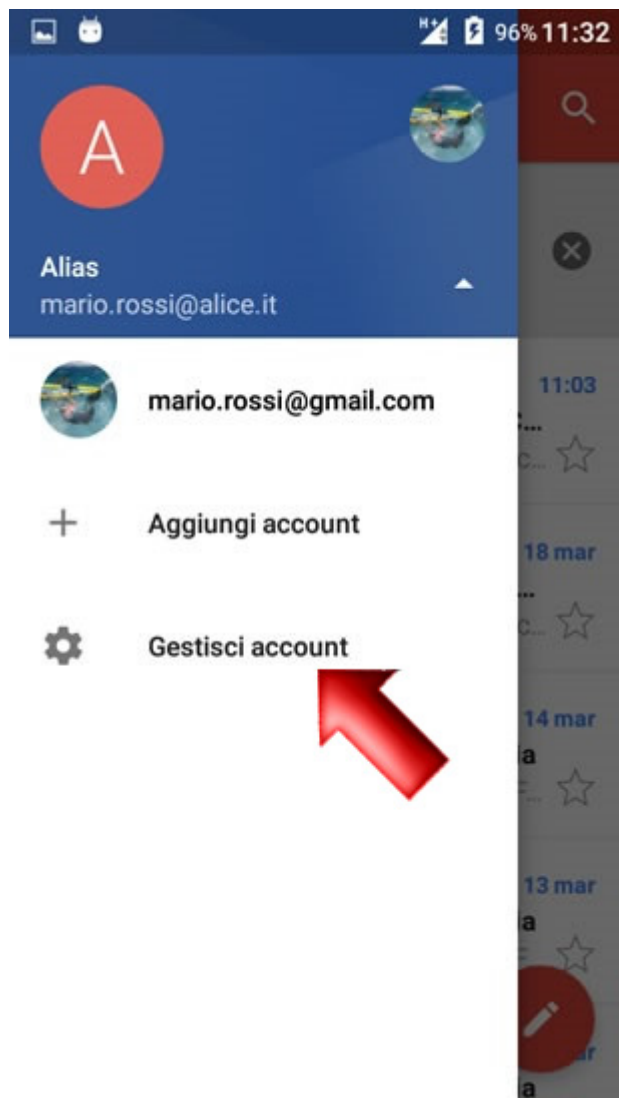 H+ 96% 11:32
A
Alias
mario.rossi@alice.it
mario.rossi@gmail.com
11:03
c...
Aggiungi account
18 mar
c...
Gestisci account
14 mar
13 mar